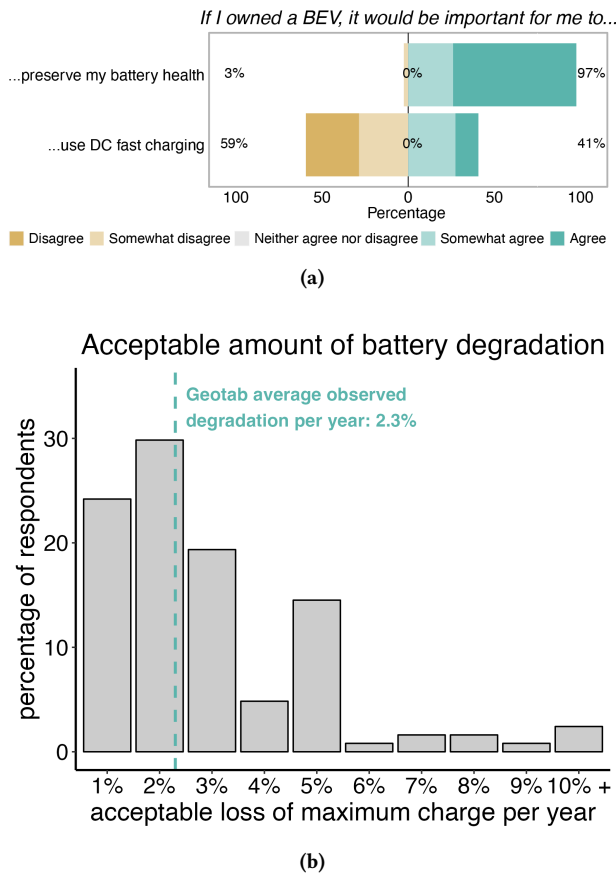 If I owned a BEV, it would be important for me to...
...preserve my battery health 3% 0% 97%
...use DC fast charging 59% 0% 41%
100 50 0 50 100
Percentage
Disagree Somewhat disagree Neither agree nor disagree Somewhat agree Agree
(a)
Acceptable amount of battery degradation
Geotab average observed
degradation per year: 2.3%
percentage of respondents
30
20
10
0
1% 2% 3% 4% 5% 6% 7% 8% 9% 10% +
acceptable loss of maximum charge per year
(b)